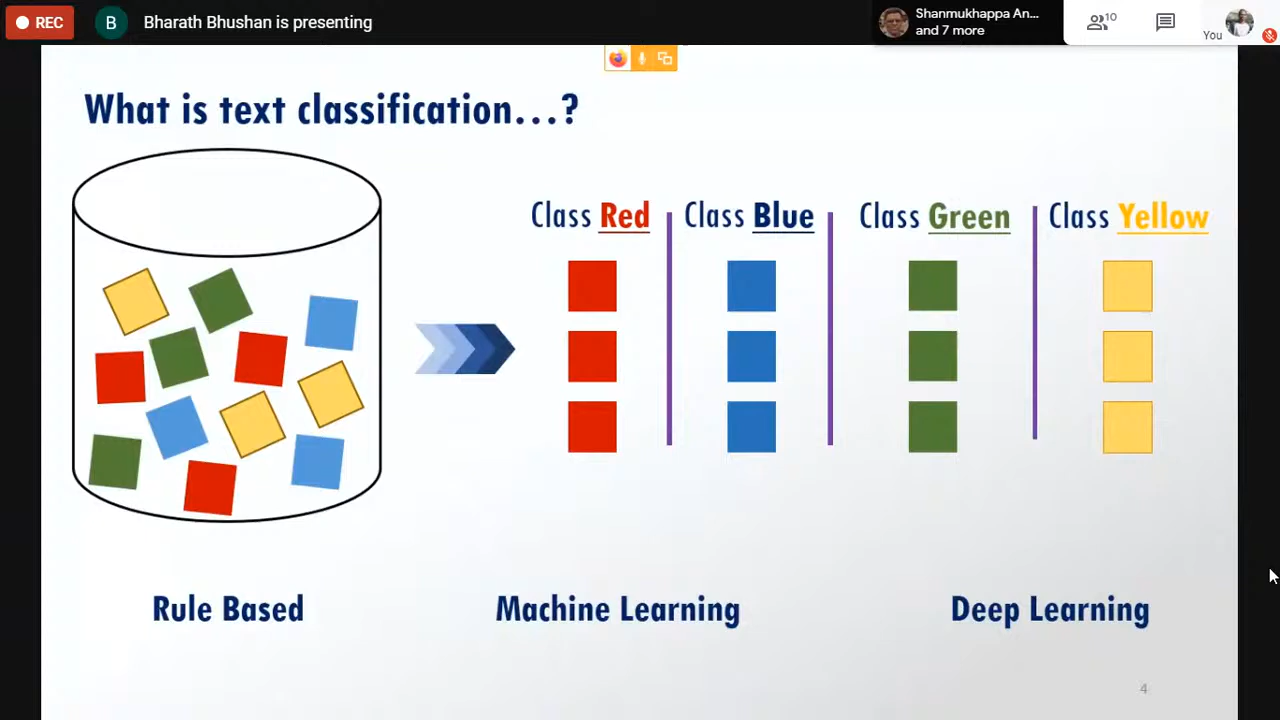 REC
B
Bharath Bhushan is presenting
Shanmukhappa An...
and 7 more
10
You
What is text classification...?
Class Red
Class Blue
Class Green
Class Yellow
Rule Based
Machine Learning
Deep Learning
4